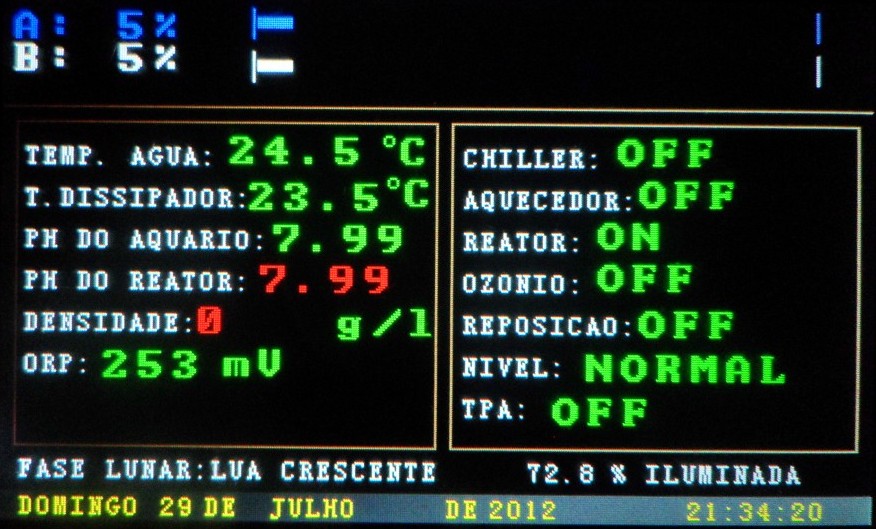 A: 5%
B: 5%
TEMP. AGUA: 24.5 °C
T.DISSIPADOR:23.5°C
PH DO AQUARIO:7.99
PH DO REATOR: 7.99
DENSIDADE:0 g/l
ORP: 253 mV
CHILLER: OFF
AQUECEDOR:OFF
REATOR: ON
OZONIO: OFF
REPOSICAO:OFF
NIVEL: NORMAL
TPA: OFF
FASE LUNAR:LUA CRESCENTE 72.8 % ILUMINADA
DOMINGO 29 DE JULHO DE 2012 21:34:20